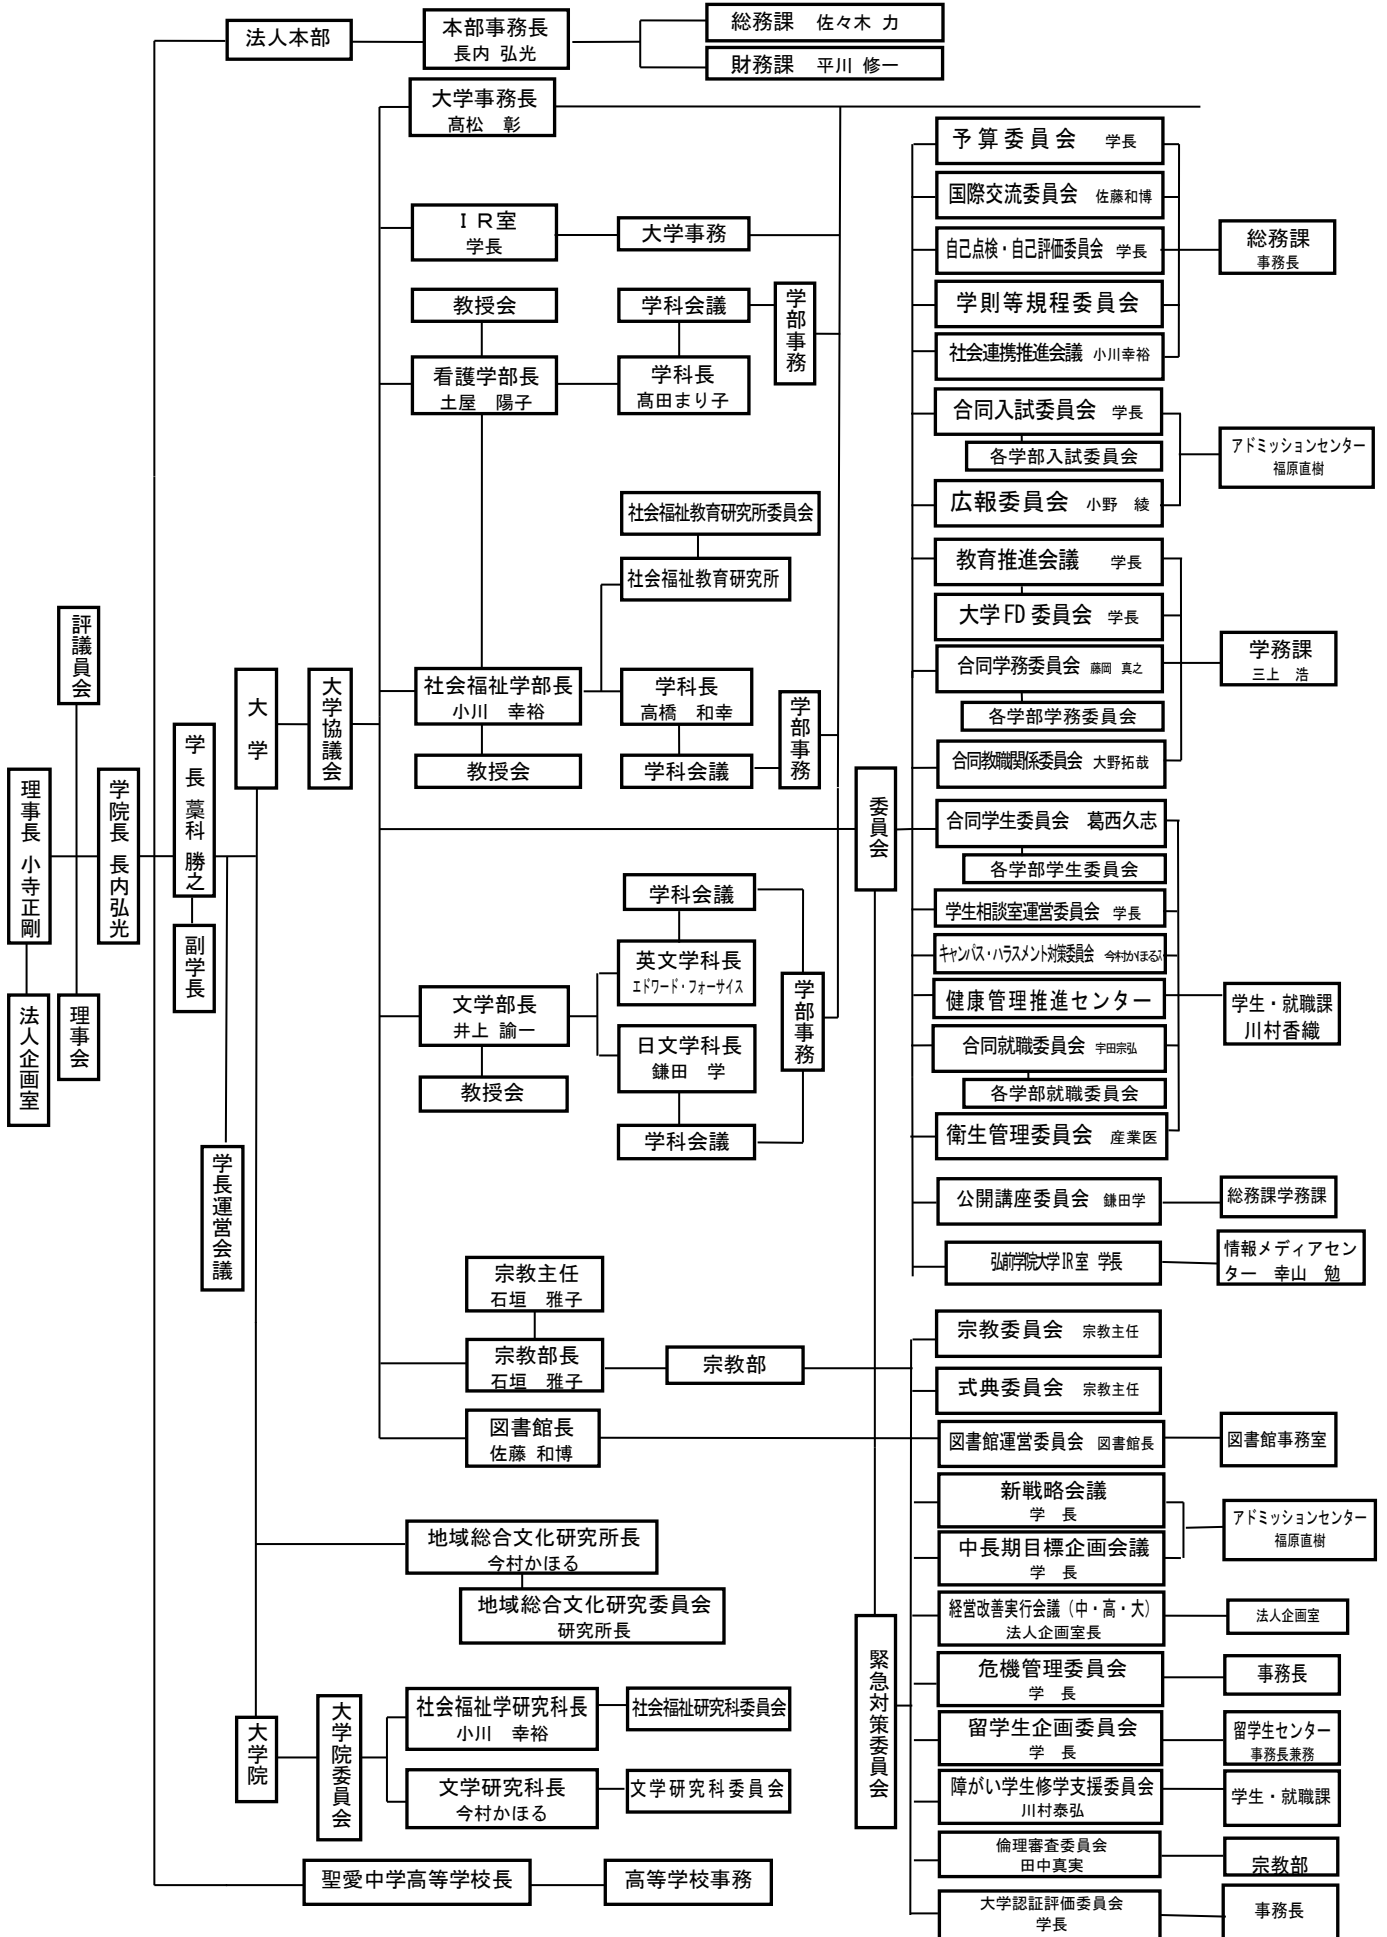 法人本部
本部事務長
長内 弘光
総務課 佐々木 力
財務課 平川 修一
大学事務長
髙松 彰
ＩＲ室
学長
大学事務
教授会
学科会議
学部事務
看護学部長
土屋 陽子
学科長
髙田まり子
社会福祉教育研究所委員会
社会福祉教育研究所
社会福祉学部長
小川 幸裕
学科長
高橋 和幸
教授会
学科会議
学部事務
評議員会
理事長 小寺正剛
法人企画室
理事会
学院長 長内弘光
学長 藁科勝之
副学長
学長運営会議
大学
大学協議会
学科会議
英文学科長
エドワード・フォーサイス
文学部長
井上 諭一
日文学科長
鎌田 学
教授会
学科会議
学部事務
宗教主任
石垣 雅子
宗教部長
石垣 雅子
宗教部
図書館長
佐藤 和博
地域総合文化研究所長
今村かほる
地域総合文化研究委員会
研究所長
大学院
大学院委員会
社会福祉学研究科長
小川 幸裕
社会福祉研究科委員会
文学研究科長
今村かほる
文学研究科委員会
聖愛中学高等学校長
高等学校事務
委員会
予算委員会 学長
国際交流委員会 佐藤和博
自己点検・自己評価委員会 学長
学則等規程委員会
社会連携推進会議 小川幸裕
総務課
事務長
合同入試委員会 学長
各学部入試委員会
広報委員会 小野 綾
アドミッションセンター
福原直樹
教育推進会議 学長
大学FD委員会 学長
合同学務委員会 藤岡 真之
各学部学務委員会
合同教職関係委員会 大野拓哉
学務課
三上 浩
合同学生委員会 葛西久志
各学部学生委員会
学生相談室運営委員会 学長
キャンパス・ハラスメント対策委員会 今村かほる
健康管理推進センター
合同就職委員会 宇田宗弘
各学部就職委員会
衛生管理委員会 産業医
学生・就職課
川村香織
公開講座委員会 鎌田学
総務課学務課
弘前学院大学IR室 学長
情報メディアセン
ター 幸山 勉
緊急対策委員会
宗教委員会 宗教主任
式典委員会 宗教主任
図書館運営委員会 図書館長
図書館事務室
新戦略会議
学 長
中長期目標企画会議
学 長
アドミッションセンター
福原直樹
経営改善実行会議（中・高・大）
法人企画室長
法人企画室
危機管理委員会
学 長
事務長
留学生企画委員会
学 長
留学生センター
事務長兼務
障がい学生修学支援委員会
川村泰弘
学生・就職課
倫理審査委員会
田中真実
宗教部
大学認証評価委員会
学長
事務長